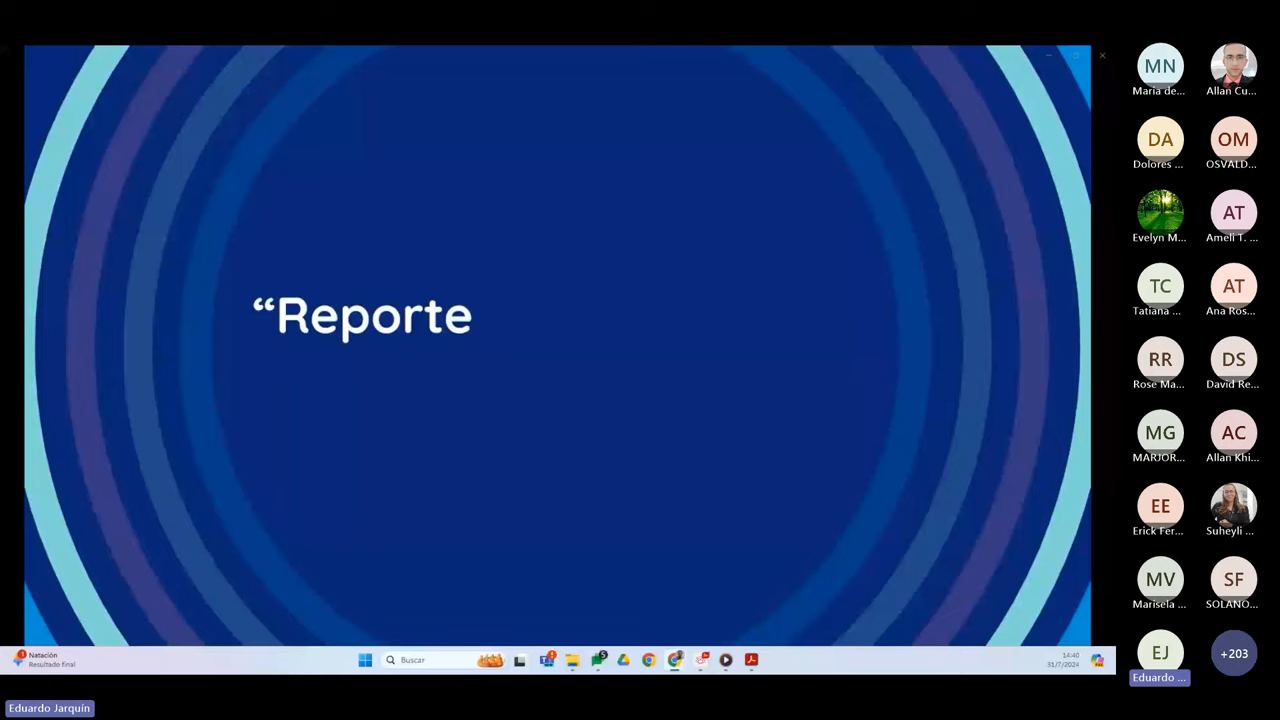 “Reporte
MN
Maria de...
Allan Cu...
DA
Dolores ...
OM
OSVALD...
Evelyn M...
AT
Ameli T. ...
TC
Tatiana ...
AT
Ana Ros...
RR
Rose Ma...
DS
David Re...
MG
MARJOR...
AC
Allan Khi...
EE
Erick Fer...
Suheyli ...
MV
Marisela ...
SF
SOLANO...
EJ
Eduardo ...
+203
Natación
Resultado final
Buscar
14:40
31/7/2024
Eduardo Jarquín